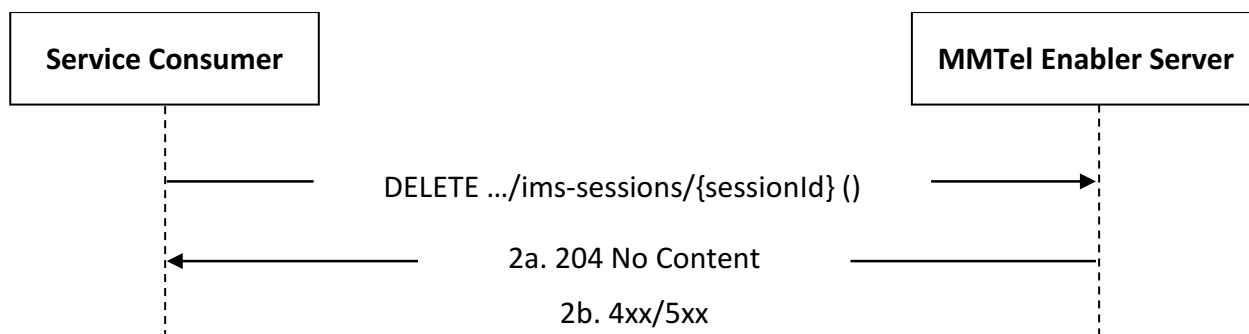 Service Consumer
MMTel Enabler Server
DELETE …/ims-sessions/{sessionId} ()
2a. 204 No Content
2b. 4xx/5xx